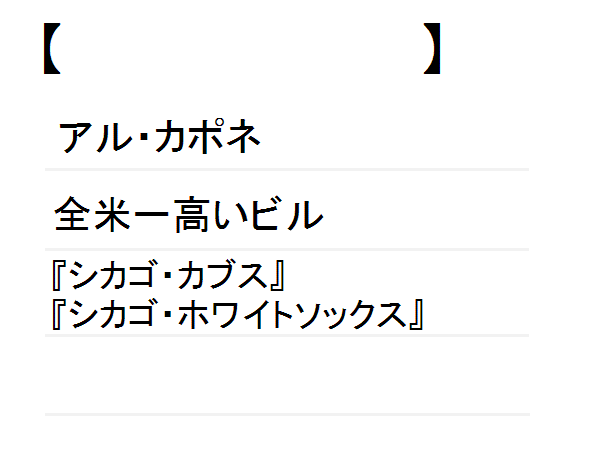 【　　　　　　　　　】
アル・カポネ
全米一高いビル
『シカゴ・カブス』
『シカゴ・ホワイトソックス』